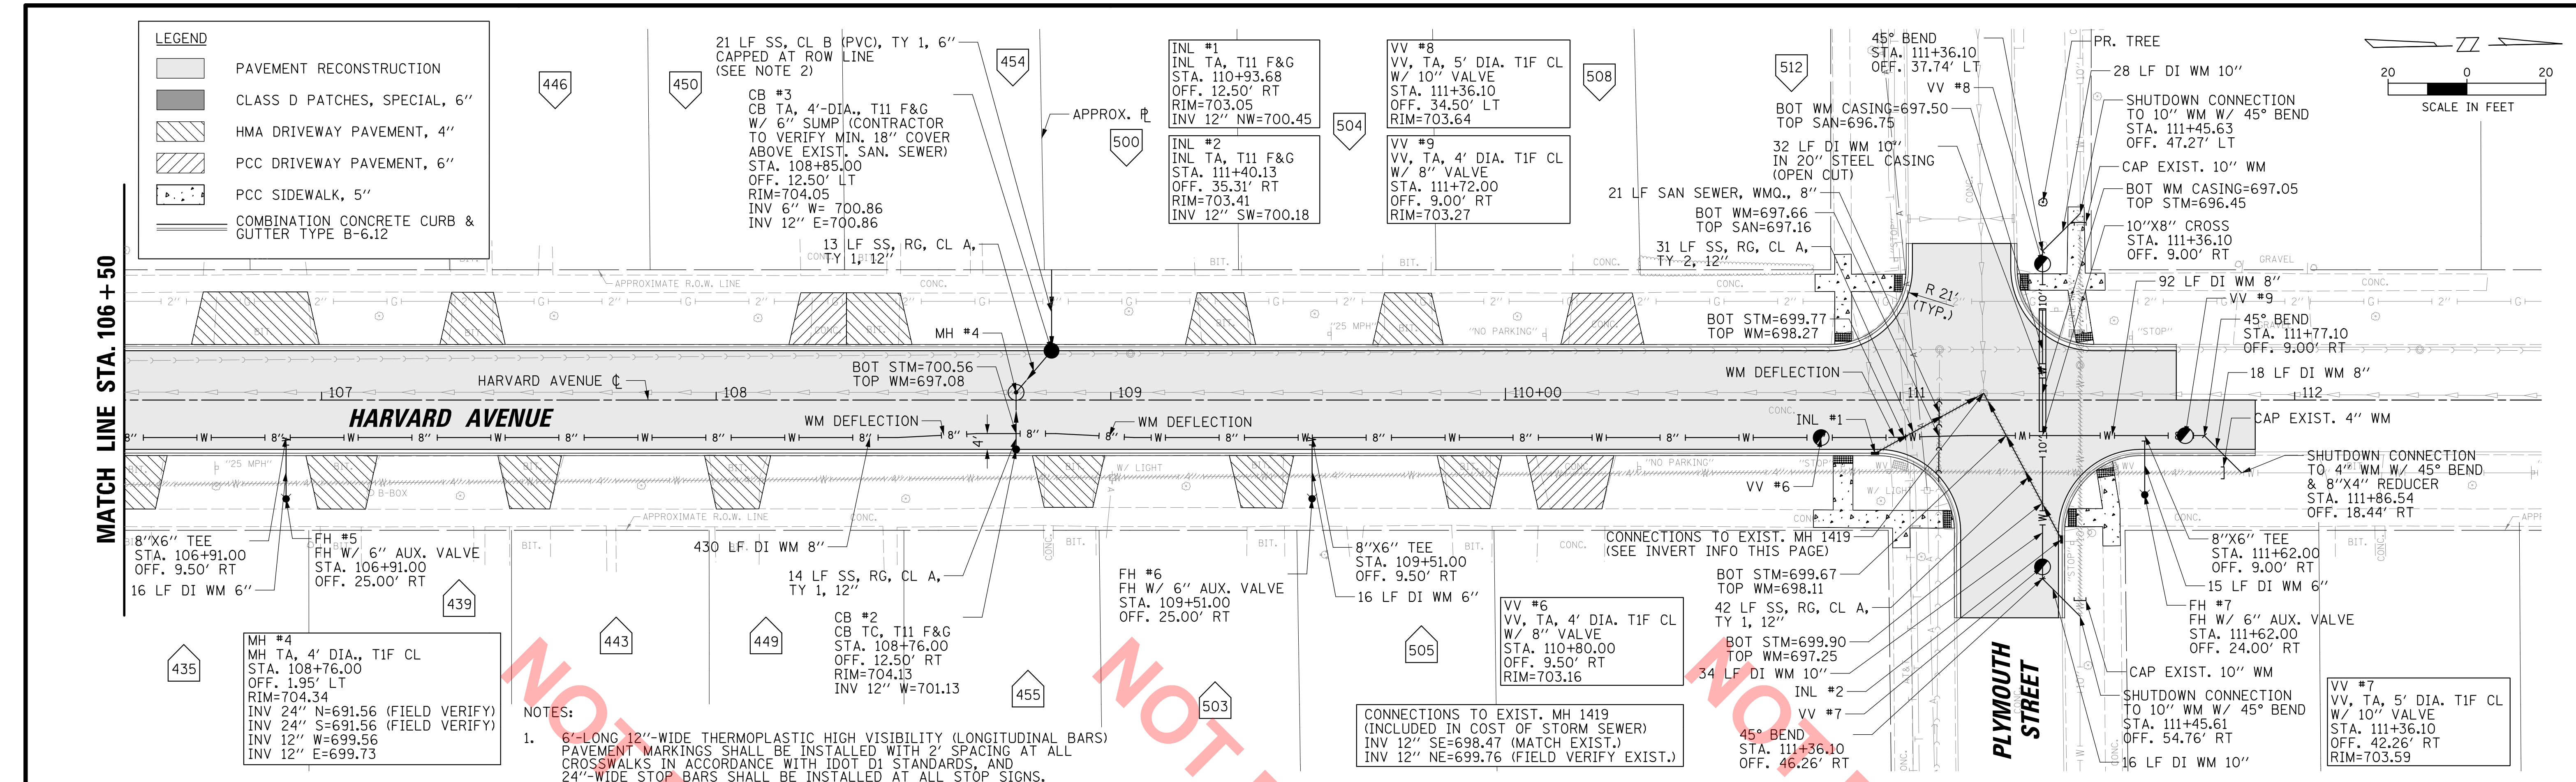 LEGEND
PAVEMENT RECONSTRUCTION
CLASS D PATCHES, SPECIAL, 6"
HMA DRIVEWAY PAVEMENT, 4"
PCC DRIVEWAY PAVEMENT, 6"
PCC SIDEWALK, 5"
COMBINATION CONCRETE CURB &
GUTTER TYPE B-6.12
MATCH LINE STA. 106+50
446
450
21 LF SS, CL B (PVC), TY 1, 6"
CAPPED AT ROW LINE
(SEE NOTE 2)
454
CB #3
CB TA, 4'-DIA., T11 F&G
W/ 6" SUMP (CONTRACTOR
TO VERIFY MIN. 18" COVER
ABOVE EXIST. SAN. SEWER)
STA. 108+85.00
OFF. 12.50' LT
RIM=704.05
INV 6" W= 700.86
INV 12" E=700.86
13 LF SS, RG, CL A,
TY 1, 12"
APPROX. PL
500
INL #1
INL TA, T11 F&G
STA. 110+93.68
OFF. 12.50' RT
RIM=703.05
INV 12" NW=700.45
INL #2
INL TA, T11 F&G
STA. 111+40.13
OFF. 35.31' RT
RIM=703.41
INV 12" SW=700.18
504
VV #8
VV, TA, 5' DIA. T1F CL
W/ 10" VALVE
STA. 111+36.10
OFF. 34.50' LT
RIM=703.64
VV #9
VV, TA, 4' DIA. T1F CL
W/ 8" VALVE
STA. 111+72.00
OFF. 9.00' RT
RIM=703.27
508
512
45° BEND
STA. 111+36.10
OFF. 37.74' LT
VV #8
BOT WM CASING=697.50
TOP SAN=696.75
32 LF DI WM 10"
IN 20" STEEL CASING
(OPEN CUT)
21 LF SAN SEWER, WMQ., 8"
BOT WM=697.66
TOP SAN=697.16
31 LF SS, RG, CL A,
TY 2, 12"
BOT STM=699.77
TOP WM=698.27
WM DEFLECTION
PR. TREE
28 LF DI WM 10"
SHUTDOWN CONNECTION
TO 10" WM W/ 45° BEND
STA. 111+45.63
OFF. 47.27' LT
CAP EXIST. 10" WM
BOT WM CASING=697.05
TOP STM=696.45
10"X8" CROSS
STA. 111+36.10
OFF. 9.00' RT
92 LF DI WM 8"
VV #9
45° BEND
STA. 111+77.10
OFF. 9.00' RT
18 LF DI WM 8"
CAP EXIST. 4" WM
SHUTDOWN CONNECTION
TO 4" WM W/ 45° BEND
& 8"X4" REDUCER
STA. 111+86.54
OFF. 18.44' RT
20 0 20
SCALE IN FEET
R 21'
(TYP.)
APPROXIMATE R.O.W. LINE
"25 MPH"
"NO PARKING"
"STOP"
GRAVEL
MH #4
BOT STM=700.56
TOP WM=697.08
HARVARD AVENUE CL
107
108
109
110+00
111
112
HARVARD AVENUE
WM DEFLECTION
WM DEFLECTION
4'
INL #1
VV #6
"25 MPH"
B-BOX
W/ LIGHT
"NO PARKING"
"STOP"
W/ LIGHT
APPROXIMATE R.O.W. LINE
8"X6" TEE
STA. 106+91.00
OFF. 9.50' RT
16 LF DI WM 6"
FH #5
FH W/ 6" AUX. VALVE
STA. 106+91.00
OFF. 25.00' RT
435
439
443
449
455
503
505
430 LF DI WM 8"
14 LF SS, RG, CL A,
TY 1, 12"
CB #2
CB TC, T11 F&G
STA. 108+76.00
OFF. 12.50' RT
RIM=704.13
INV 12" W=701.13
FH #6
FH W/ 6" AUX. VALVE
STA. 109+51.00
OFF. 25.00' RT
8"X6" TEE
STA. 109+51.00
OFF. 9.50' RT
16 LF DI WM 6"
MH #4
MH TA, 4' DIA., T1F CL
STA. 108+76.00
OFF. 1.95' LT
RIM=704.34
INV 24" N=691.56 (FIELD VERIFY)
INV 24" S=691.56 (FIELD VERIFY)
INV 12" W=699.56
INV 12" E=699.73
NOTES:
1. 6'-LONG 12"-WIDE THERMOPLASTIC HIGH VISIBILITY (LONGITUDINAL BARS)
PAVEMENT MARKINGS SHALL BE INSTALLED WITH 2' SPACING AT ALL
CROSSWALKS IN ACCORDANCE WITH IDOT D1 STANDARDS, AND
24"-WIDE STOP BARS SHALL BE INSTALLED AT ALL STOP SIGNS.
VV #6
VV, TA, 4' DIA. T1F CL
W/ 8" VALVE
STA. 110+80.00
OFF. 9.50' RT
RIM=703.16
CONNECTIONS TO EXIST. MH 1419
(INCLUDED IN COST OF STORM SEWER)
INV 12" SE=698.47 (MATCH EXIST.)
INV 12" NE=699.76 (FIELD VERIFY EXIST.)
CONNECTIONS TO EXIST. MH 1419
(SEE INVERT INFO THIS PAGE)
BOT STM=699.67
TOP WM=698.11
42 LF SS, RG, CL A,
TY 1, 12"
BOT STM=699.90
TOP WM=697.25
34 LF DI WM 10"
INL #2
VV #7
45° BEND
STA. 111+36.10
OFF. 46.26' RT
PLYMOUTH
STREET
8"X6" TEE
STA. 111+62.00
OFF. 9.00' RT
15 LF DI WM 6"
FH #7
FH W/ 6" AUX. VALVE
STA. 111+62.00
OFF. 24.00' RT
CAP EXIST. 10" WM
SHUTDOWN CONNECTION
TO 10" WM W/ 45° BEND
STA. 111+45.61
OFF. 54.76' RT
16 LF DI WM 10"
VV #7
VV, TA, 5' DIA. T1F CL
W/ 10" VALVE
STA. 111+36.10
OFF. 42.26' RT
RIM=703.59
NOT
NOT
NOT